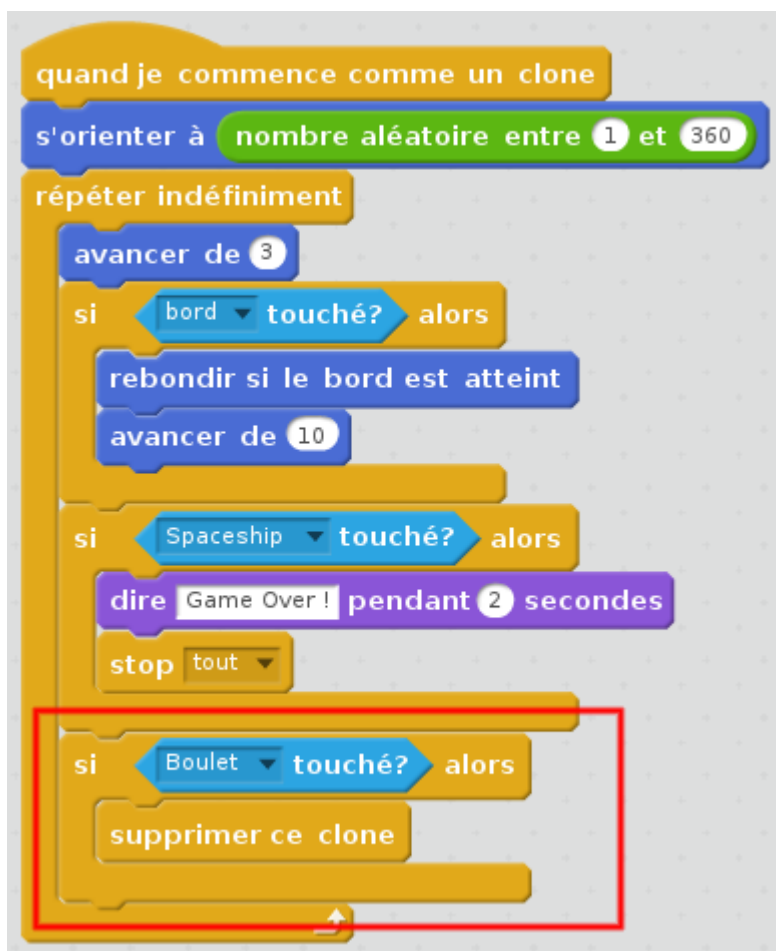 quand je commence comme un clone
s'orienter à nombre aléatoire entre 1 et 360
répéter indéfiniment
avancer de 3
si bord touché? alors
rebondir si le bord est atteint
avancer de 10
si Spaceship touché? alors
dire Game Over ! pendant 2 secondes
stop tout
si Boulet touché? alors
supprimer ce clone